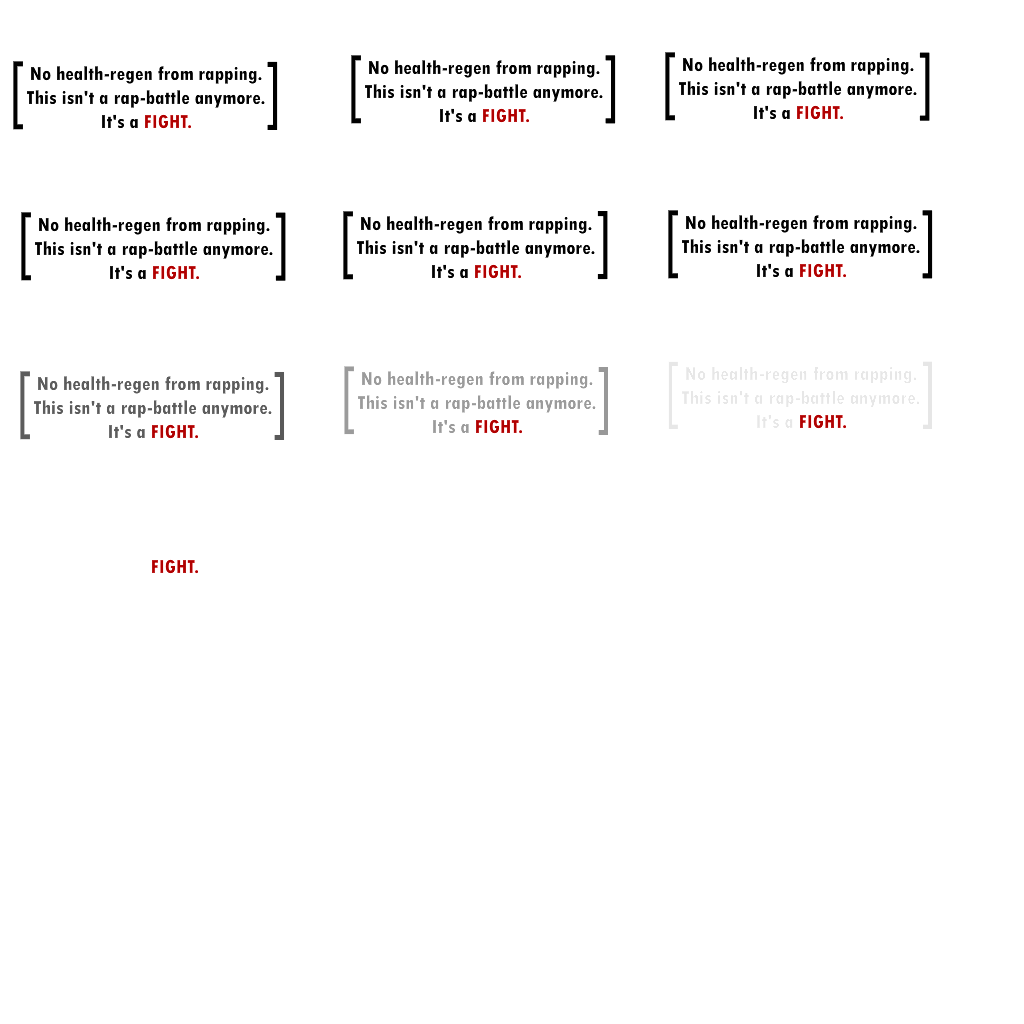 [No health-regen from rapping.
This isn't a rap-battle anymore.
It's a FIGHT.]
[No health-regen from rapping.
This isn't a rap-battle anymore.
It's a FIGHT.]
[No health-regen from rapping.
This isn't a rap-battle anymore.
It's a FIGHT.]
[No health-regen from rapping.
This isn't a rap-battle anymore.
It's a FIGHT.]
[No health-regen from rapping.
This isn't a rap-battle anymore.
It's a FIGHT.]
[No health-regen from rapping.
This isn't a rap-battle anymore.
It's a FIGHT.]
[No health-regen from rapping.
This isn't a rap-battle anymore.
It's a FIGHT.]
[No health-regen from rapping.
This isn't a rap-battle anymore.
It's a FIGHT.]
[No health-regen from rapping.
This isn't a rap-battle anymore.
It's a FIGHT.]
FIGHT.